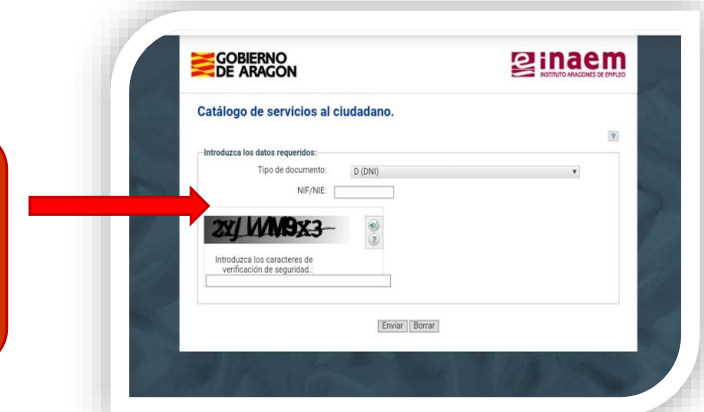 GOBIERNO
DE ARAGON
inaem
INSTITUTO ARAGONÉS DE EMPLEO
Catálogo de servicios al ciudadano.
?
Introduzca los datos requeridos:
Tipo de documento: D (DNI)
NIF/NIE:
?
Introduzca los caracteres de
verificación de seguridad.:
Enviar Borrar